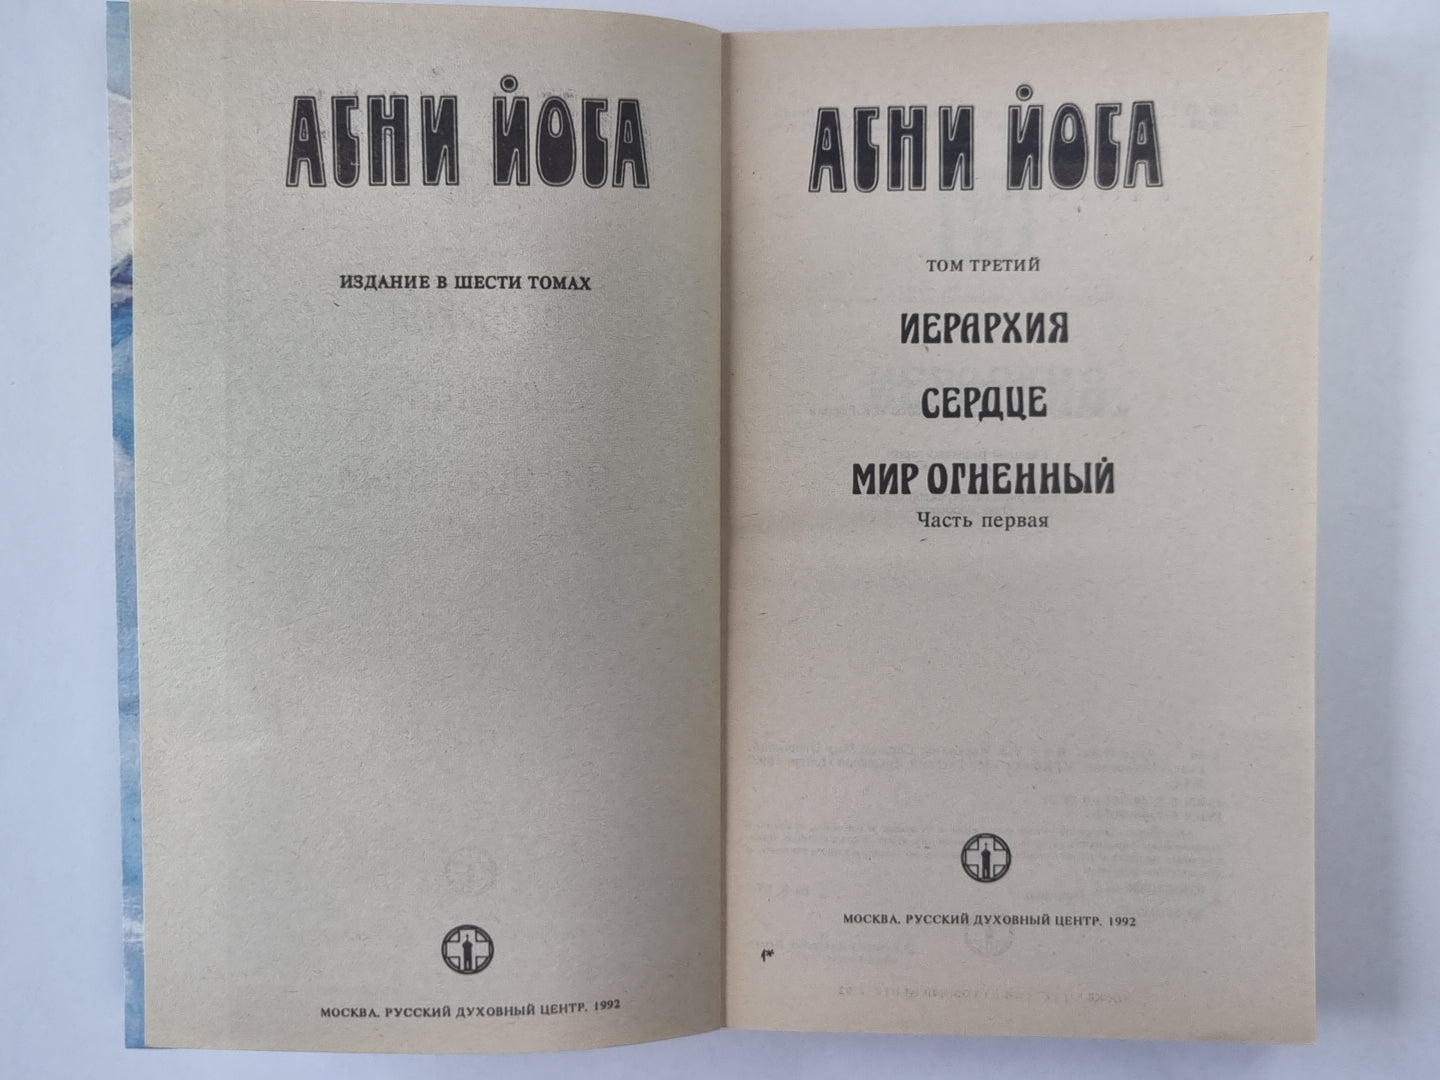 АГНИ ЙОГА
ИЗДАНИЕ В ШЕСТИ ТОМАХ
МОСКВА. РУССКИЙ ДУХОВНЫЙ ЦЕНТР. 1992
АГНИ ЙОГА
ТОМ ТРЕТИЙ
ИЕРАРХИЯ
СЕРДЦЕ
МИР ОГНЕННЫЙ
Часть первая
МОСКВА. РУССКИЙ ДУХОВНЫЙ ЦЕНТР. 1992
1*